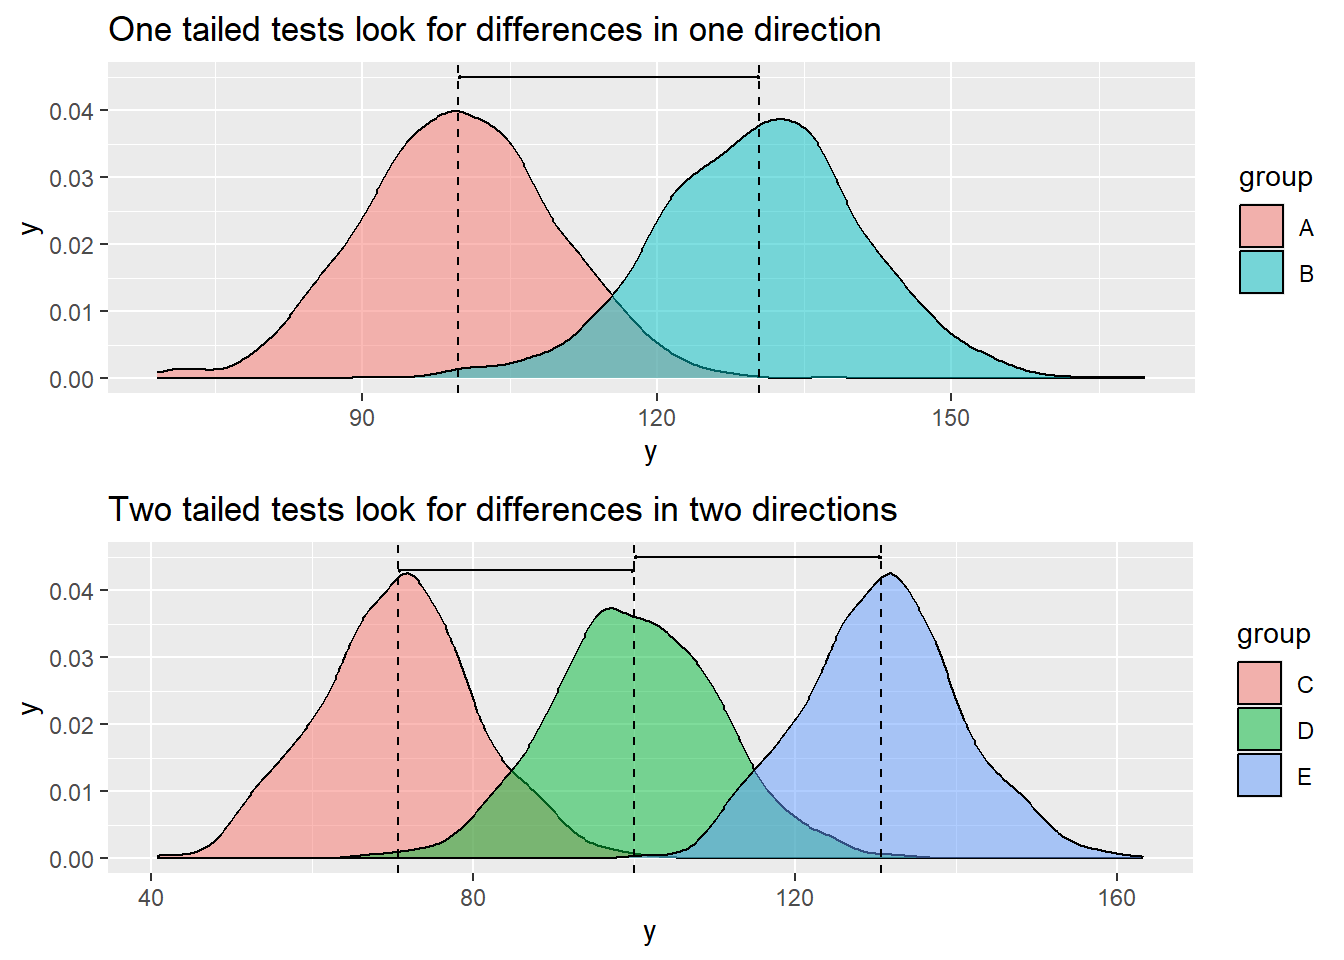 One tailed tests look for differences in one direction
y
0.04
0.03
0.02
0.01
0.00
90
120
150
y
group
A
B
Two tailed tests look for differences in two directions
y
0.04
0.03
0.02
0.01
0.00
40
80
120
160
y
group
C
D
E